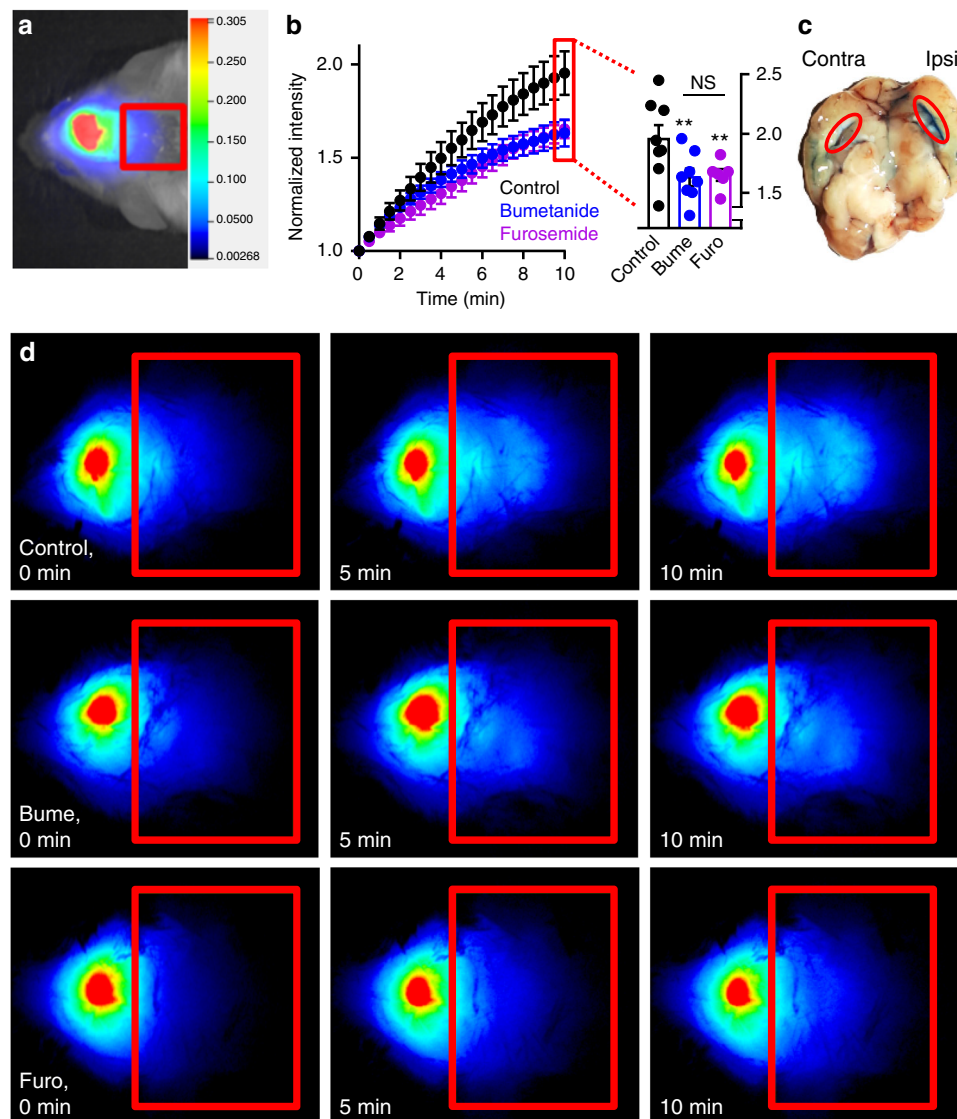 a
0.305
0.250
0.200
0.150
0.100
0.0500
0.00268
b
Normalized intensity
2.0
1.5
1.0
0
2
4
6
8
10
Time (min)
Control
Bumetanide
Furosemide
NS
**
**
2.5
2.0
1.5
Control
Bume
Furo
c
Contra
Ipsi
d
Control,
0 min
5 min
10 min
Bume,
0 min
5 min
10 min
Furo,
0 min
5 min
10 min